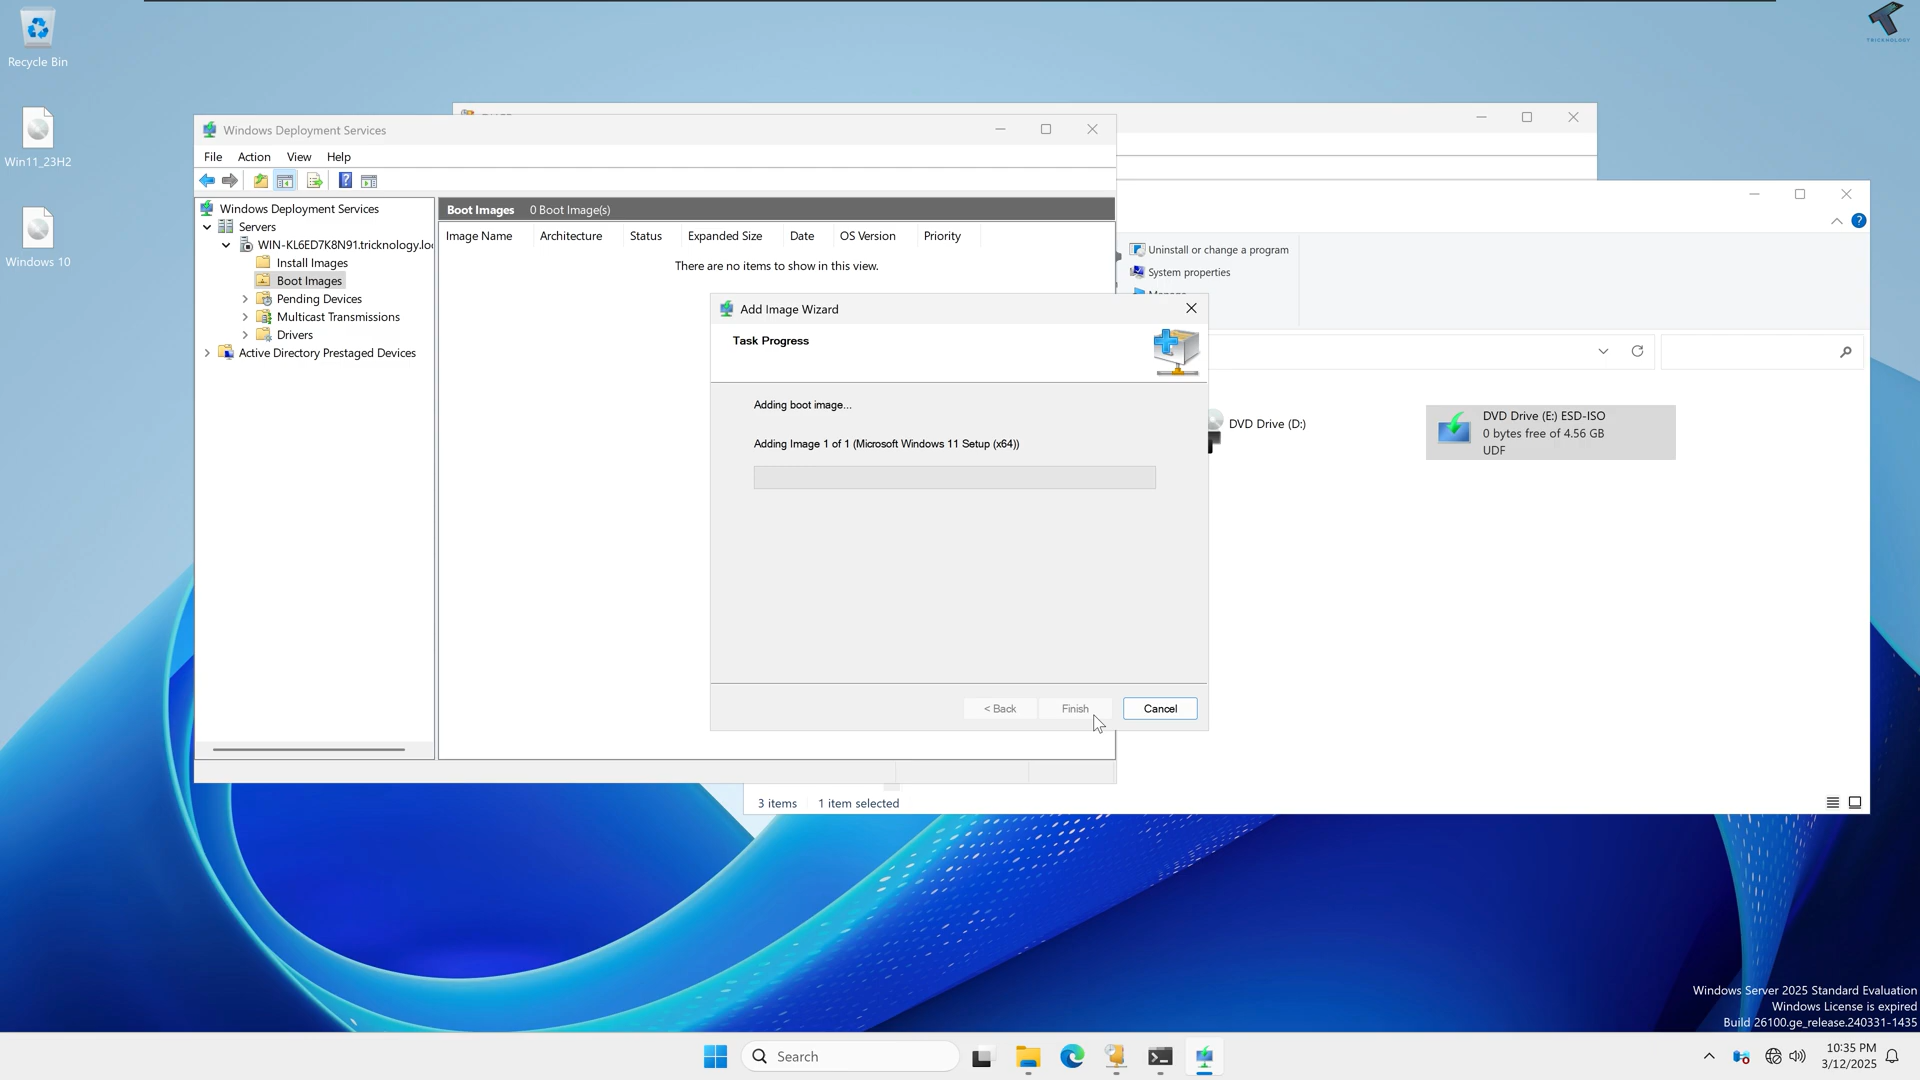 Recycle Bin
Win11_23H2
Windows 10
TRICKNOLOGY
Windows Deployment Services
File Action View Help
Windows Deployment Services
Servers
WIN-KL6ED7K8N91.tricknology.loc
Install Images
Boot Images
Pending Devices
Multicast Transmissions
Drivers
Active Directory Prestaged Devices
Boot Images 0 Boot Image(s)
Image Name Architecture Status Expanded Size Date OS Version Priority
There are no items to show in this view.
Add Image Wizard
Task Progress
Adding boot image...
Adding Image 1 of 1 (Microsoft Windows 11 Setup (x64))
< Back Finish Cancel
Uninstall or change a program
System properties
Manage
DVD Drive (D:)
DVD Drive (E:) ESD-ISO
0 bytes free of 4.56 GB
UDF
3 items 1 item selected
Windows Server 2025 Standard Evaluation
Windows License is expired
Build 26100.ge_release.240331-1435
Search
10:35 PM
3/12/2025